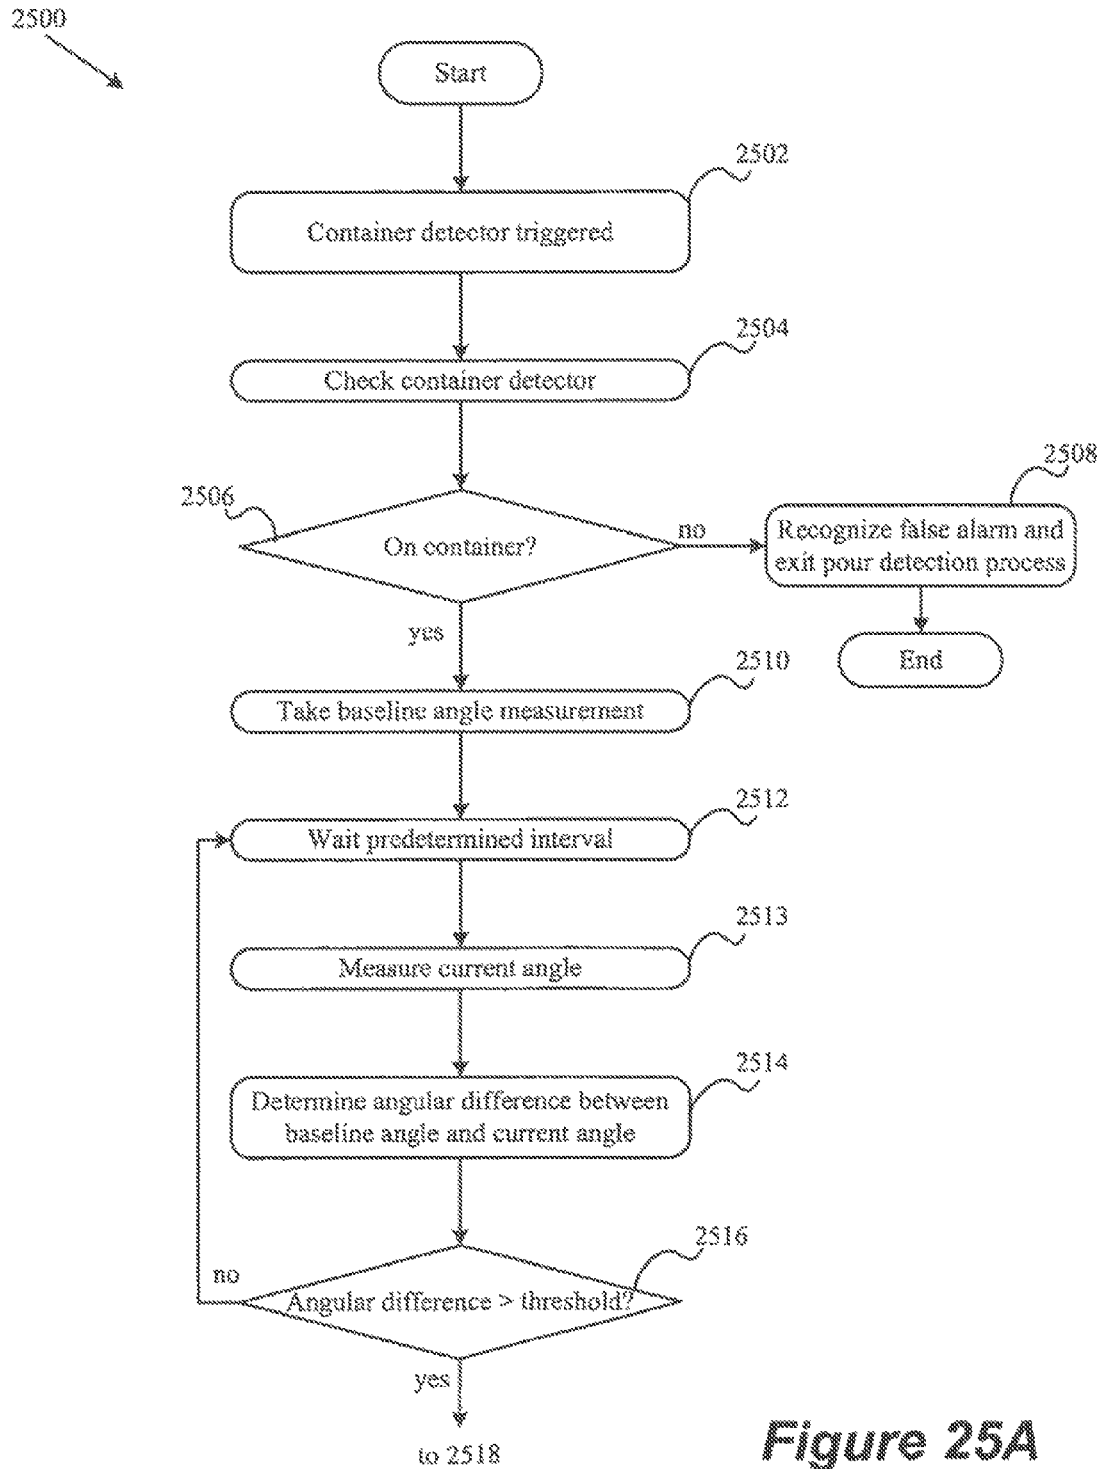 2500
Start
2502
Container detector triggered
2504
Check container detector
2506
On container?
no
2508
Recognize false alarm and
exit pour detection process
End
yes
2510
Take baseline angle measurement
2512
Wait predetermined interval
2513
Measure current angle
2514
Determine angular difference between
baseline angle and current angle
2516
no
Angular difference > threshold?
yes
to 2518
Figure 25A